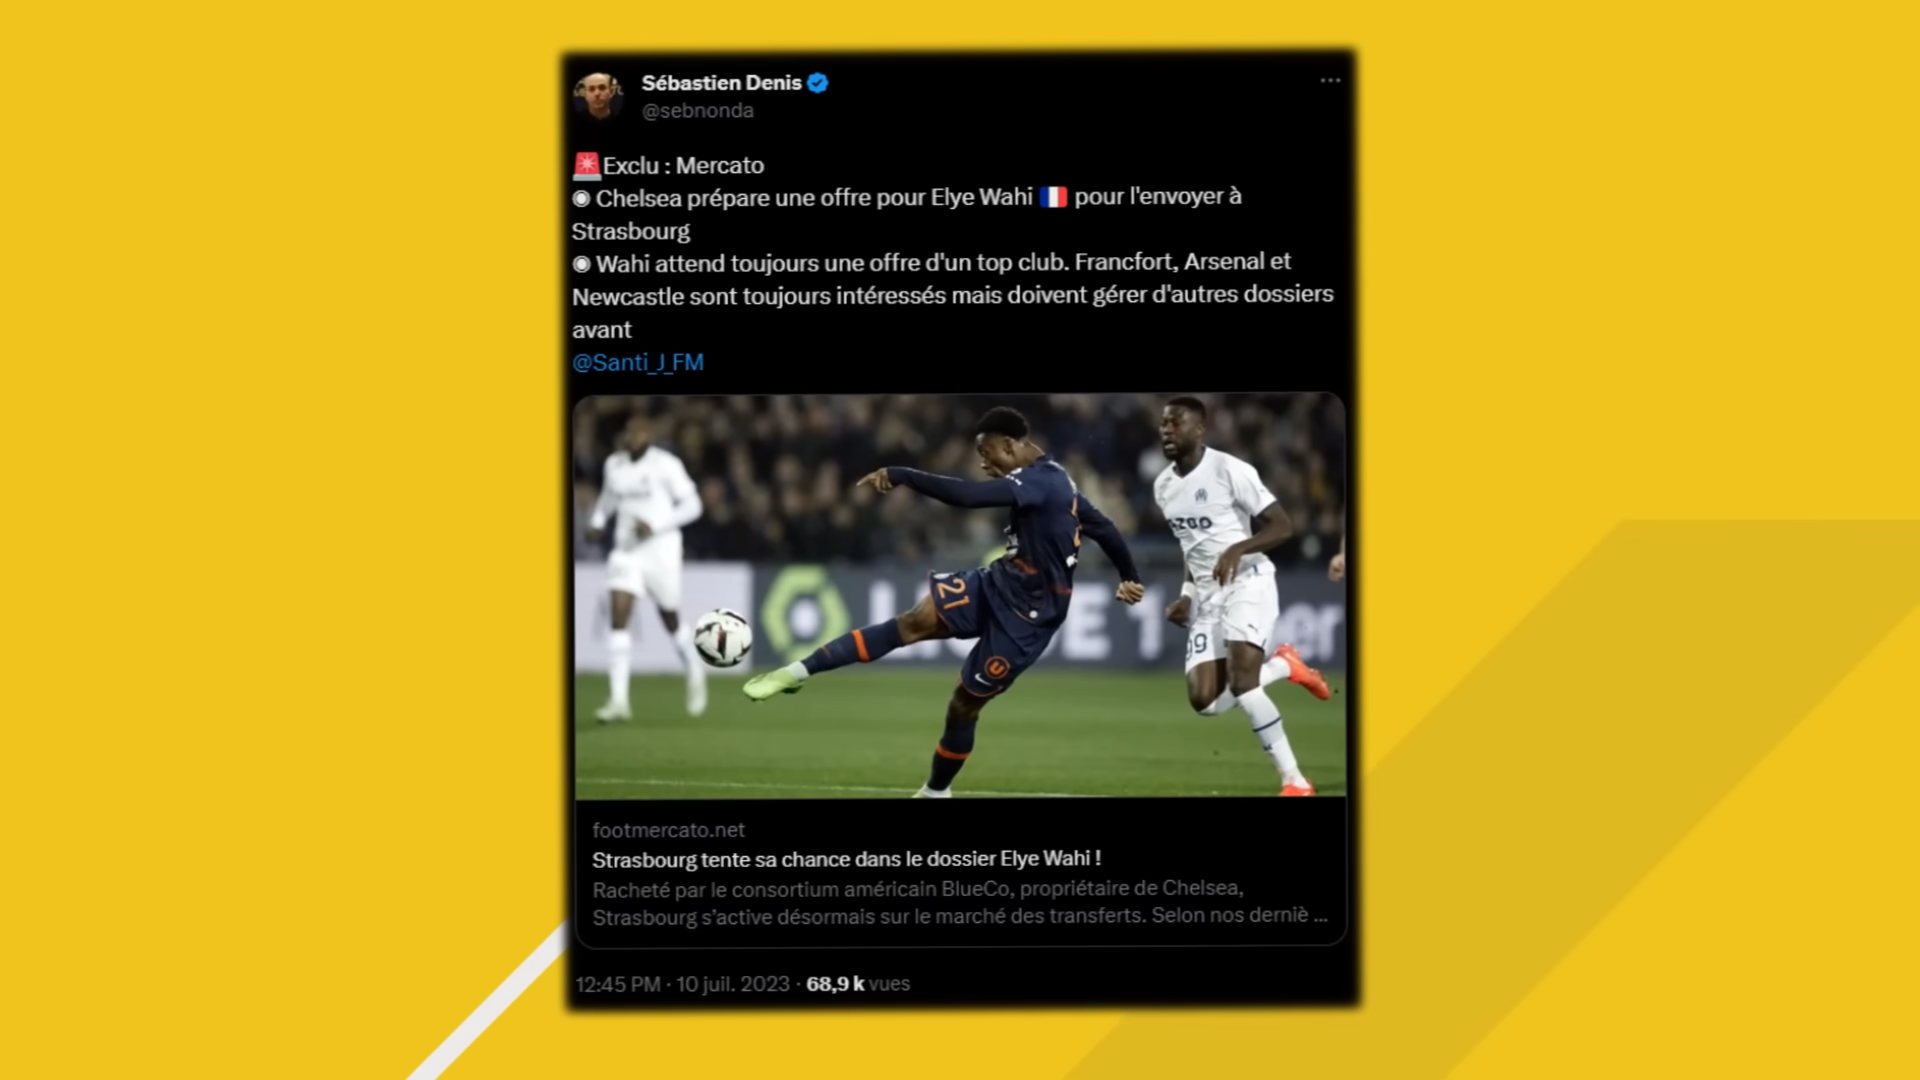 Sébastien Denis
@sebnonda
Exclu : Mercato
◉ Chelsea prépare une offre pour Elye Wahi 🇫🇷 pour l'envoyer à
Strasbourg
◉ Wahi attend toujours une offre d'un top club. Francfort, Arsenal et
Newcastle sont toujours intéressés mais doivent gérer d'autres dossiers
avant
@Santi_J_FM
21
99
footmercato.net
Strasbourg tente sa chance dans le dossier Elye Wahi !
Racheté par le consortium américain BlueCo, propriétaire de Chelsea,
Strasbourg s'active désormais sur le marché des transferts. Selon nos derniè ...
12:45 PM · 10 juil. 2023 · 68,9 k vues